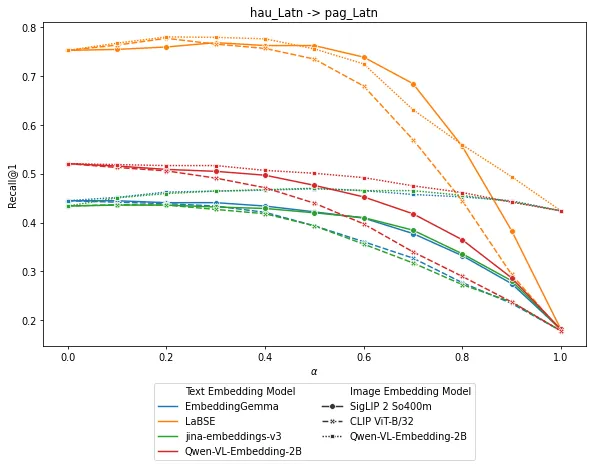 hau_Latn -> pag_Latn
0.8
0.7
0.6
0.5
0.4
0.3
0.2
Recall@1
0.0 0.2 0.4 0.6 0.8 1.0
α
Text Embedding Model
EmbeddingGemma
LaBSE
jina-embeddings-v3
Qwen-VL-Embedding-2B
Image Embedding Model
SigLIP 2 So400m
CLIP ViT-B/32
Qwen-VL-Embedding-2B